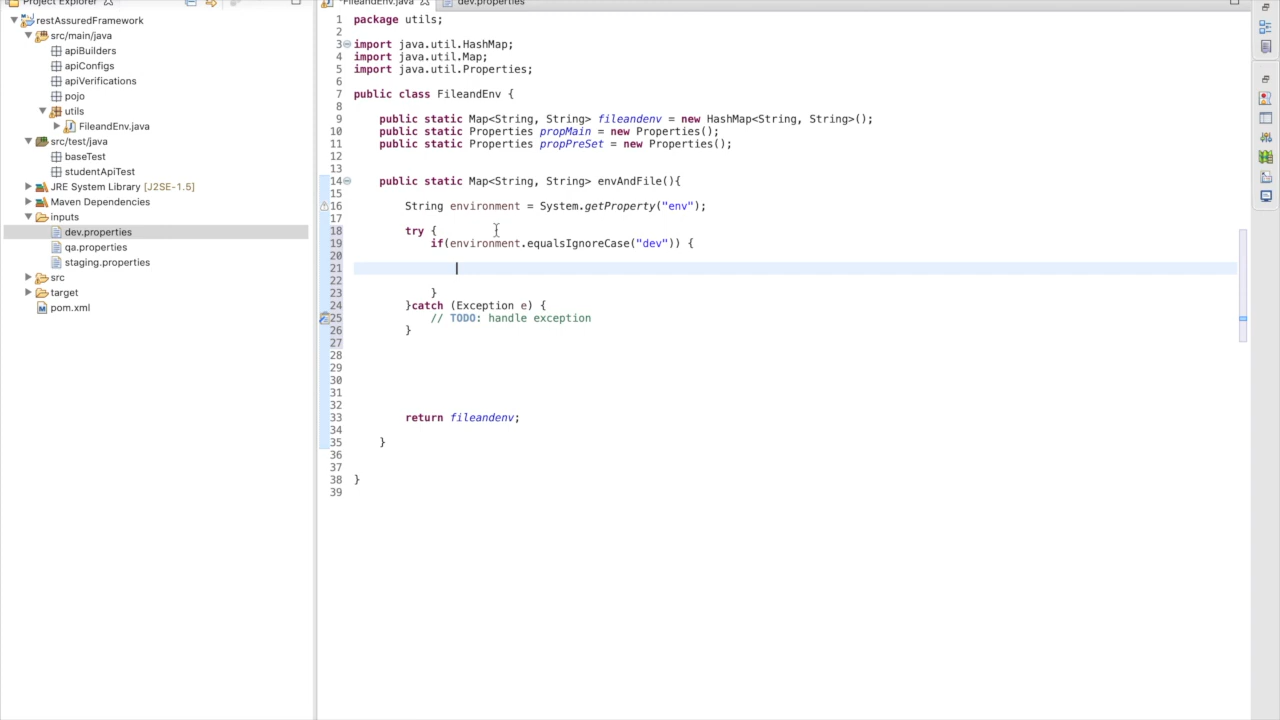 Project Explorer
restAssuredFramework
src/main/java
apiBuilders
apiConfigs
apiVerifications
pojo
utils
FileandEnv.java
src/test/java
baseTest
studentApiTest
JRE System Library [J2SE-1.5]
Maven Dependencies
inputs
dev.properties
qa.properties
staging.properties
src
target
pom.xml
*FileandEnv.java
dev.properties
1 package utils;
2
3 import java.util.HashMap;
4 import java.util.Map;
5 import java.util.Properties;
6
7 public class FileandEnv {
8
9 public static Map<String, String> fileandenv = new HashMap<String, String>();
10 public static Properties propMain = new Properties();
11 public static Properties propPreSet = new Properties();
12
13
14 public static Map<String, String> envAndFile(){
15
16 String environment = System.getProperty("env");
17
18 try {
19 if(environment.equalsIgnoreCase("dev")) {
20
21
22
23 }
24 }catch (Exception e) {
25 // TODO: handle exception
26 }
27
28
29
30
31
32
33 return fileandenv;
34
35 }
36
37
38 }
39